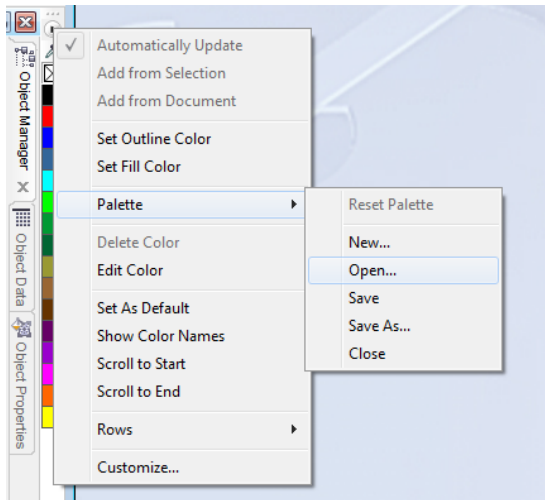 Object Manager
Object Data
Object Properties
Automatically Update
Add from Selection
Add from Document
Set Outline Color
Set Fill Color
Palette
Delete Color
Edit Color
Set As Default
Show Color Names
Scroll to Start
Scroll to End
Rows
Customize...
Reset Palette
New...
Open...
Save
Save As...
Close